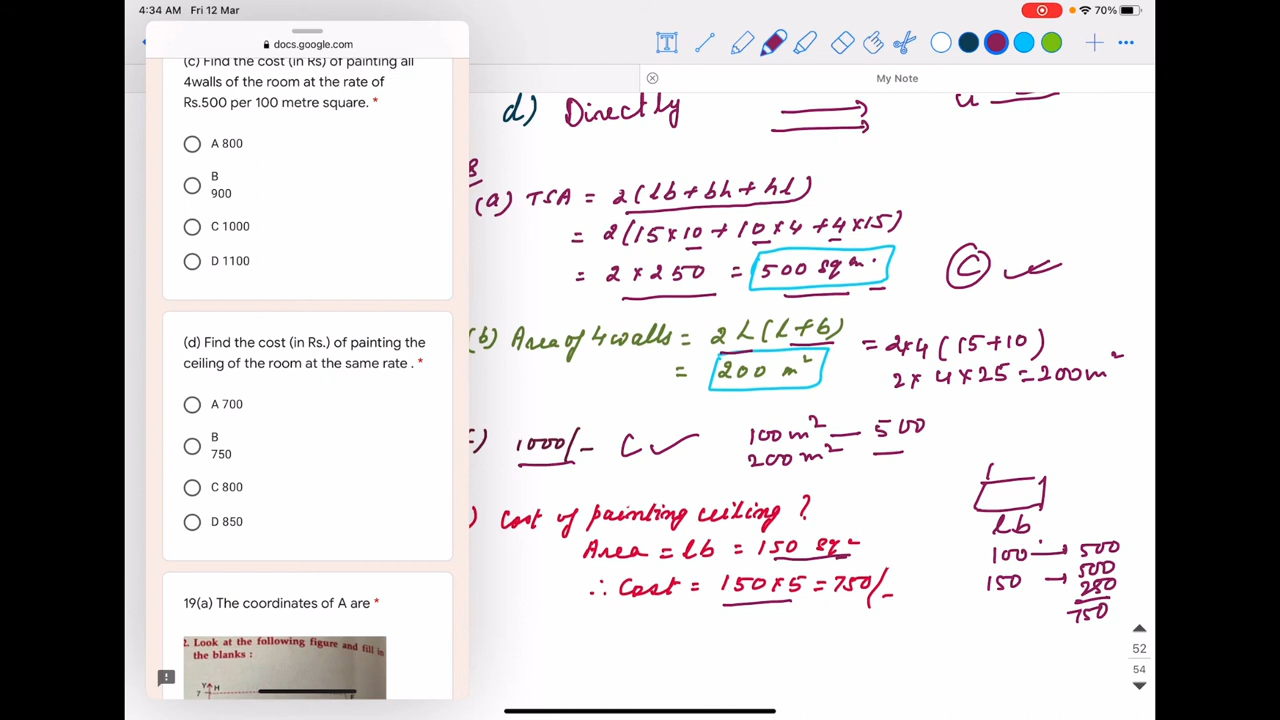 4:34 AM Fri 12 Mar
70%
docs.google.com
My Note
(c) Find the cost (in Rs) of painting all
4walls of the room at the rate of
Rs.500 per 100 metre square. *
A 800
B
900
C 1000
D 1100
(d) Find the cost (in Rs.) of painting the
ceiling of the room at the same rate . *
A 700
B
750
C 800
D 850
19(a) The coordinates of A are *
2. Look at the following figure and fill in
the blanks :
Y H
7
d) Directly
(a) TSA = 2(lb+bh+hl)
= 2(15×10+10×4+4×15)
= 2×250 = 500 sq m. C
(b) Area of 4 walls = 2h(l+b) = 2×4(15+10)
= 200 m² 2×4×25=200m²
) 1000/- C 100m² — 500
200m²
) Cost of painting ceiling ?
Area = lb = 150 sq²
∴ Cost = 150×5=750/-
lb
100 → 500
150 → 500
250
750
52
54